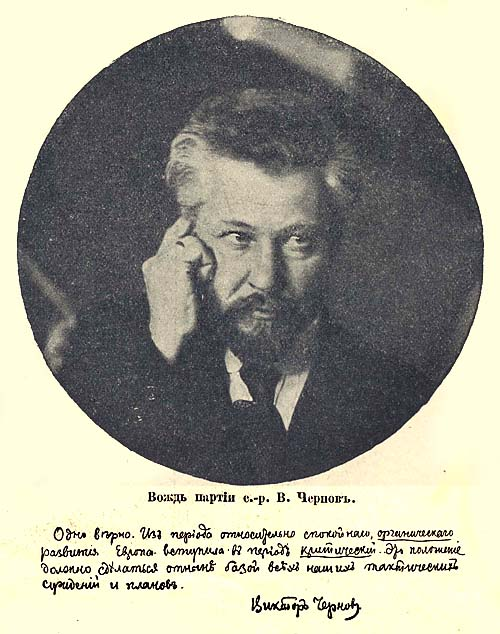 Вождь партіи с.-р. В. Черновъ.
Одно вѣрно. Изъ періода относительно спокойнаго, органическаго
развитія Европа вступила въ періодъ критическій. Это положеніе
должно сдѣлаться отнынѣ базой всѣхъ нашихъ тактическихъ
сужденій и плановъ.
Викторъ Черновъ